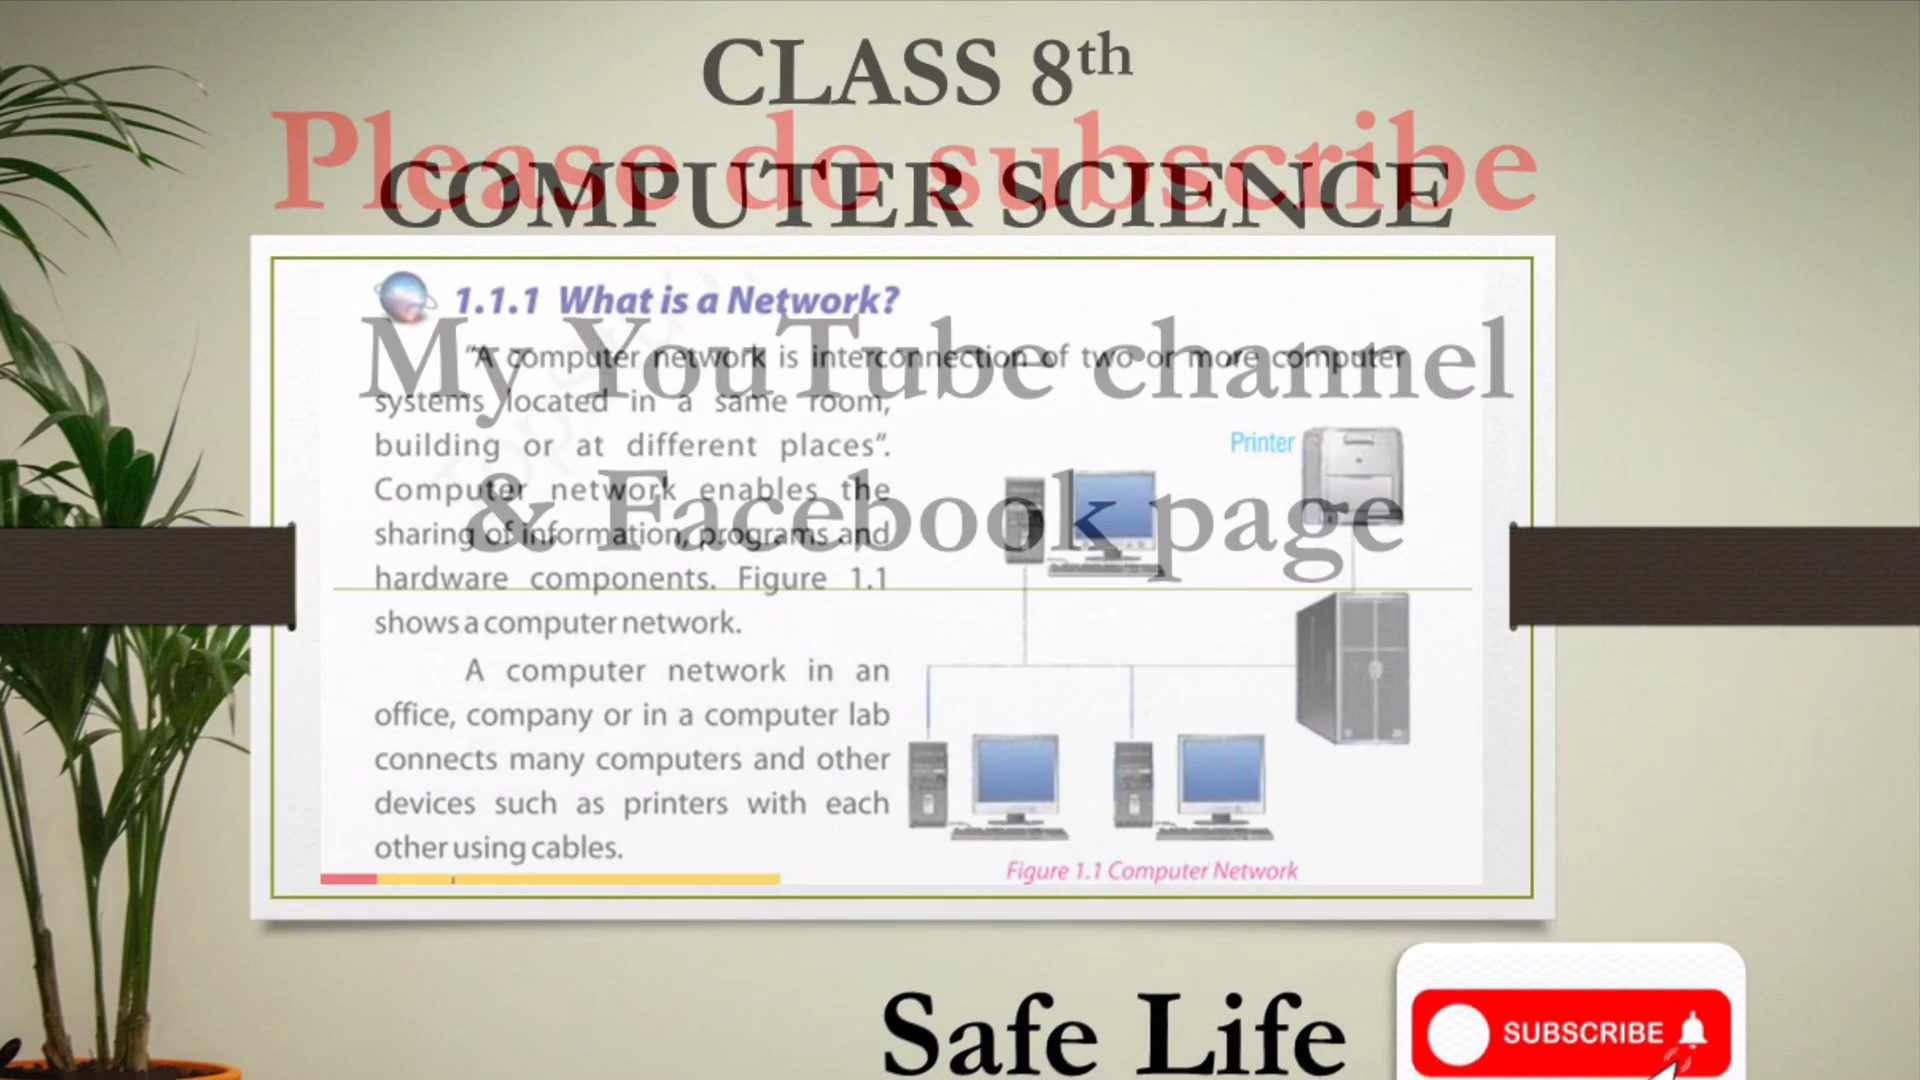 CLASS 8th
Please do subscribe
COMPUTER SCIENCE
1.1.1 What is a Network?
My YouTube channel
"A computer network is interconnection of two or more computer
systems located in a same room,
building or at different places".
Printer
Computer network enables the
& Facebook page
sharing of information, programs and
hardware components. Figure 1.1
shows a computer network.
A computer network in an
office, company or in a computer lab
connects many computers and other
devices such as printers with each
other using cables.
Figure 1.1 Computer Network
Safe Life
SUBSCRIBE